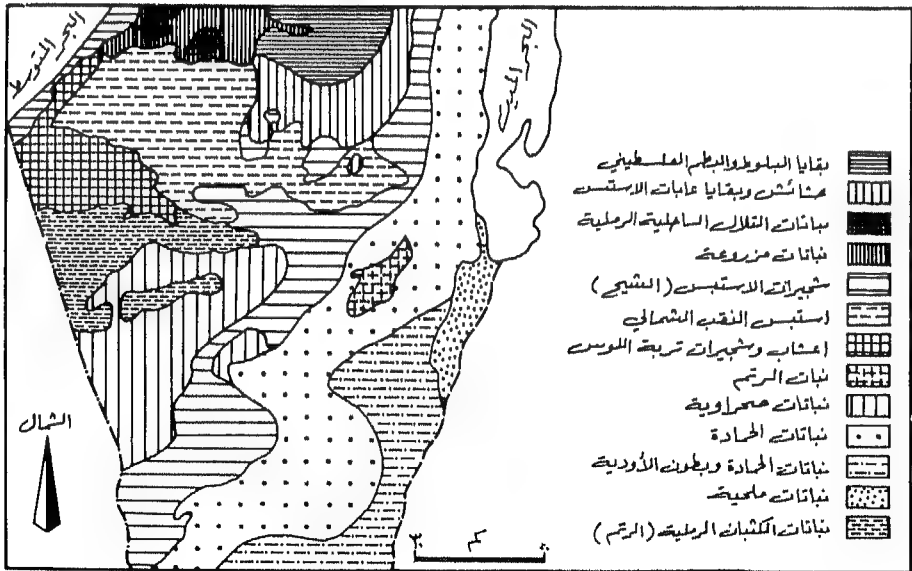 البحر المتوسط
البحر الميت
بقايا البلوط والبطم الفلسطيني
حشائش وبقايا غابات الاستبس
نباتات التلال الساحلية الرملية
نباتات مزروعة
شجيرات الاستبس (الشيح)
استبس النقب الشمالي
اعشاب وشجيرات تربة اللوس
نبات الرتم
نباتات صحراوية
نباتات الحمادة
نباتات الحمادة وبطون الأودية
نباتات ملحية
نباتات الكثبان الرملية (الرتم)
الشمال
كم